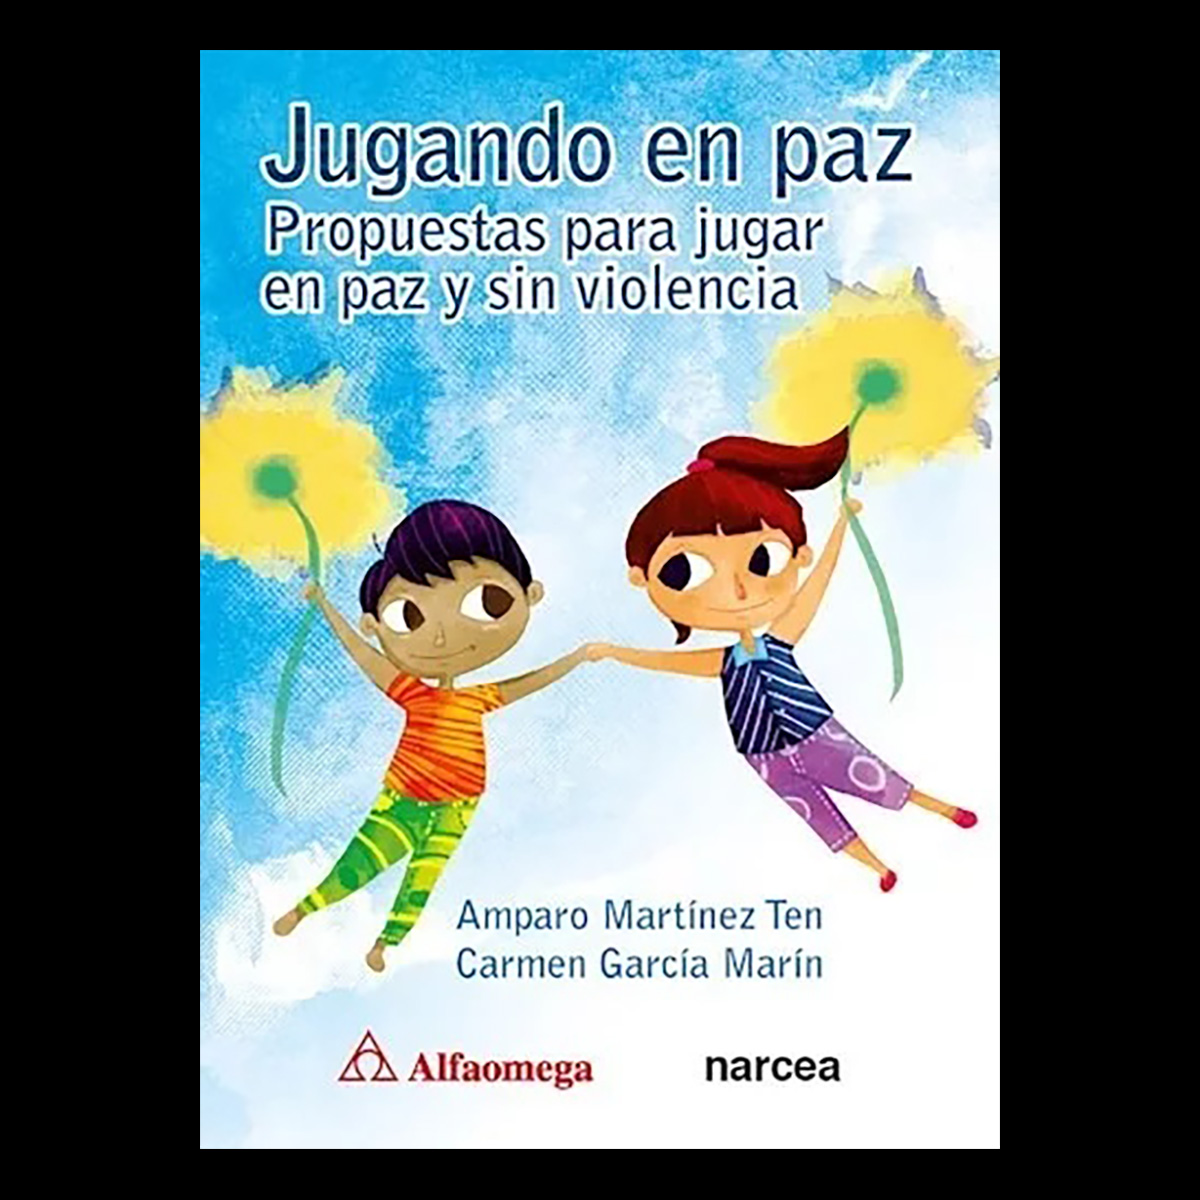 Jugando en paz
Propuestas para jugar
en paz y sin violencia
Amparo Martínez Ten
Carmen García Marín
Alfaomega
narcea